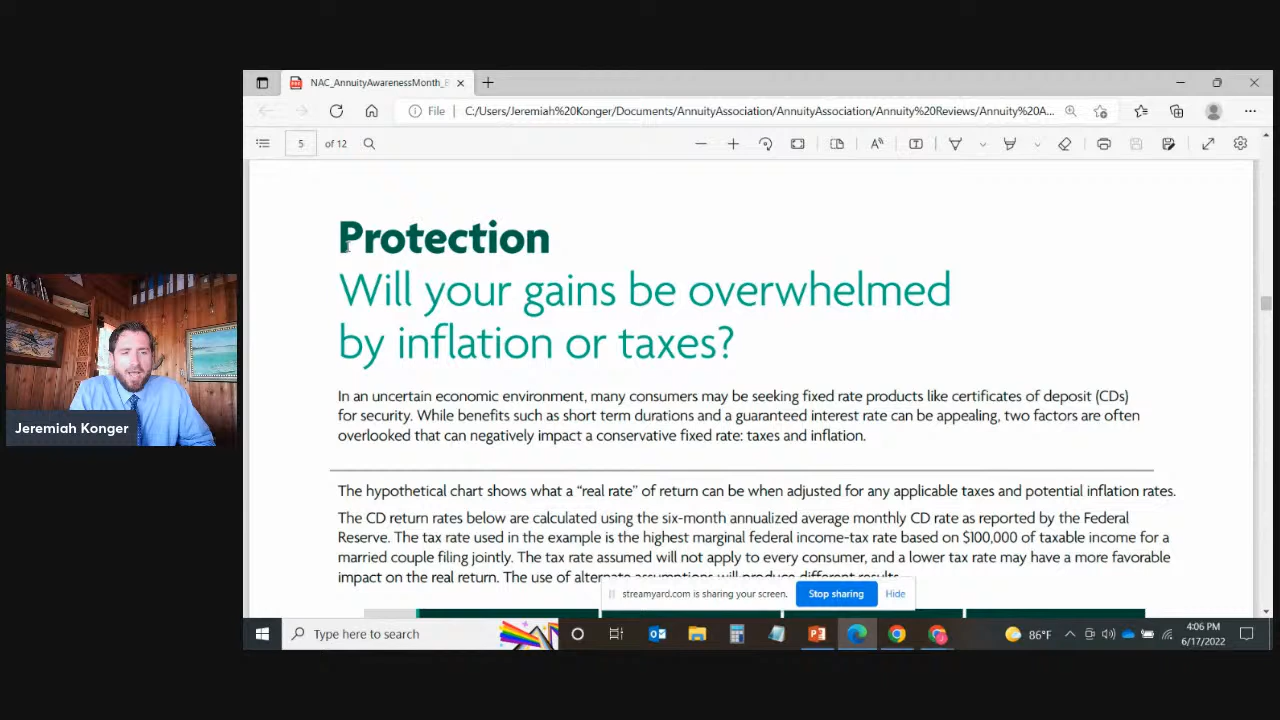 NAC_AnnuityAwarenessMonth_E
File
C:/Users/Jeremiah%20Konger/Documents/AnnuityAssociation/AnnuityAssociation/Annuity%20Reviews/Annuity%20A...
5 of 12
Protection
Will your gains be overwhelmed
by inflation or taxes?
In an uncertain economic environment, many consumers may be seeking fixed rate products like certificates of deposit (CDs)
for security. While benefits such as short term durations and a guaranteed interest rate can be appealing, two factors are often
overlooked that can negatively impact a conservative fixed rate: taxes and inflation.
The hypothetical chart shows what a “real rate” of return can be when adjusted for any applicable taxes and potential inflation rates.
The CD return rates below are calculated using the six-month annualized average monthly CD rate as reported by the Federal
Reserve. The tax rate used in the example is the highest marginal federal income-tax rate based on $100,000 of taxable income for a
married couple filing jointly. The tax rate assumed will not apply to every consumer, and a lower tax rate may have a more favorable
impact on the real return. The use of alternate assumptions will produce different results.
streamyard.com is sharing your screen.
Stop sharing
Hide
Jeremiah Konger
Type here to search
86°F
4:06 PM
6/17/2022